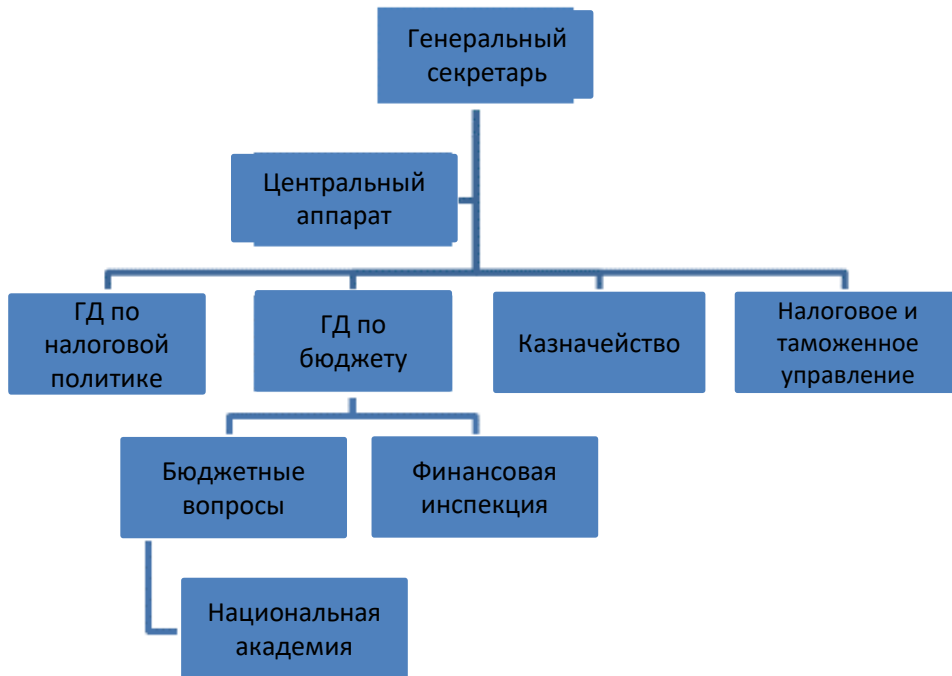 Генеральный
секретарь
Центральный
аппарат
ГД по
налоговой
политике
ГД по
бюджету
Казначейство
Налоговое и
таможенное
управление
Бюджетные
вопросы
Финансовая
инспекция
Национальная
академия